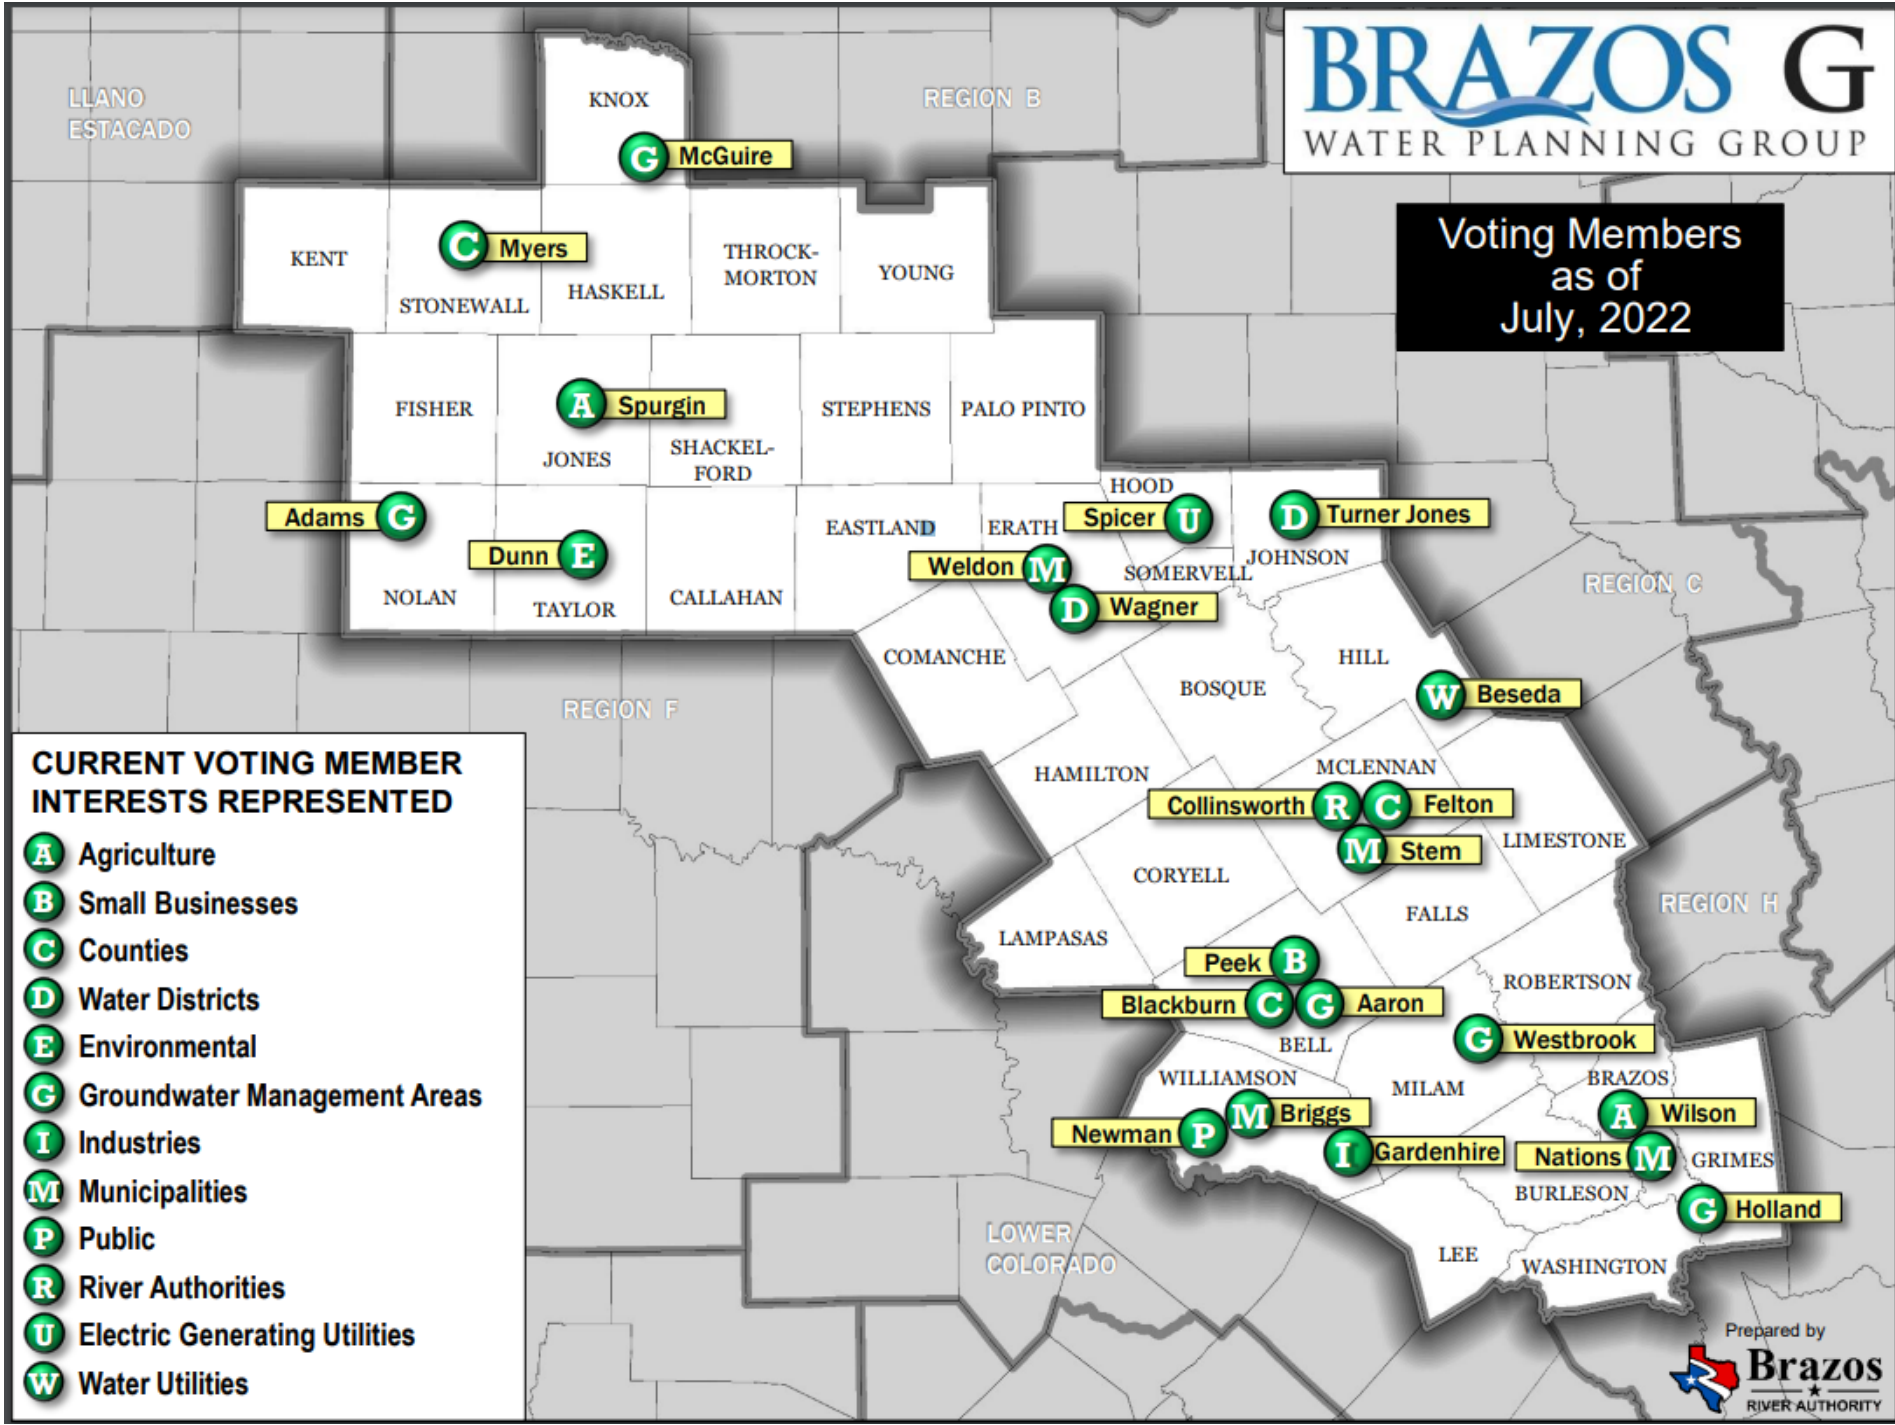 BRAZOS G
WATER PLANNING GROUP
Voting Members
as of
July, 2022
LLANO
ESTACADO
REGION B
KNOX
G McGuire
KENT
C Myers
STONEWALL
HASKELL
THROCK-
MORTON
YOUNG
FISHER
A Spurgin
JONES
SHACKEL-
FORD
STEPHENS
PALO PINTO
Adams G
NOLAN
Dunn E
TAYLOR
CALLAHAN
EASTLAND
ERATH
HOOD
Spicer U
D Turner Jones
JOHNSON
SOMERVELL
Weldon M
D Wagner
REGION C
COMANCHE
BOSQUE
HILL
W Beseda
REGION F
HAMILTON
MCLENNAN
Collinsworth R
C Felton
M Stem
LIMESTONE
CORYELL
FALLS
REGION H
LAMPASAS
Peek B
Blackburn C
G Aaron
BELL
ROBERTSON
G Westbrook
WILLIAMSON
MILAM
BRAZOS
M Briggs
Newman P
I Gardenhire
A Wilson
Nations M
GRIMES
BURLESON
G Holland
LEE
WASHINGTON
LOWER
COLORADO
CURRENT VOTING MEMBER
INTERESTS REPRESENTED
A Agriculture
B Small Businesses
C Counties
D Water Districts
E Environmental
G Groundwater Management Areas
I Industries
M Municipalities
P Public
R River Authorities
U Electric Generating Utilities
W Water Utilities
Prepared by
Brazos
RIVER AUTHORITY